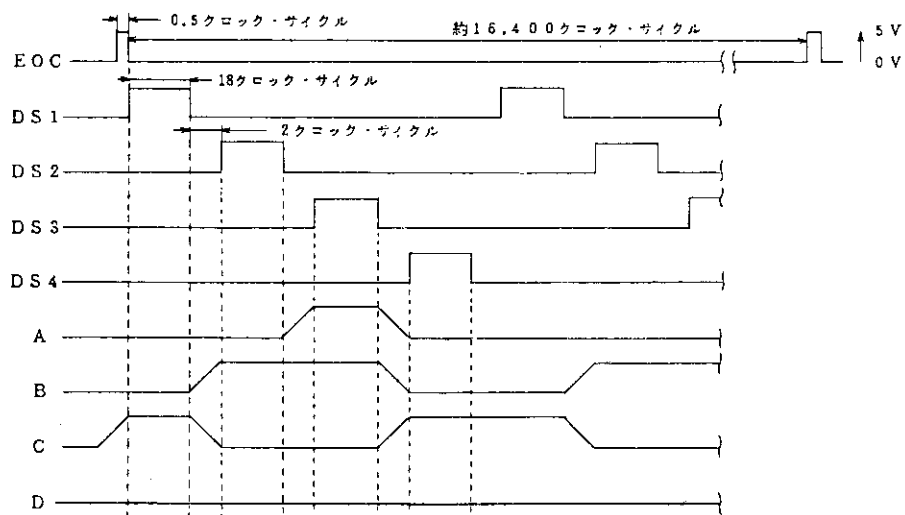 0.5クロック・サイクル
約16,400クロック・サイクル
5V
0V
EOC
18クロック・サイクル
DS1
2クロック・サイクル
DS2
DS3
DS4
A
B
C
D